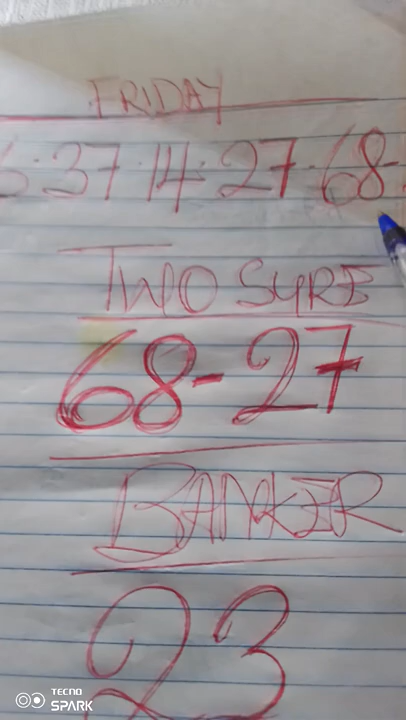 FRIDAY
37·14·27·68-
TWO SURE
68-27
BANKER
23
TECNO
SPARK